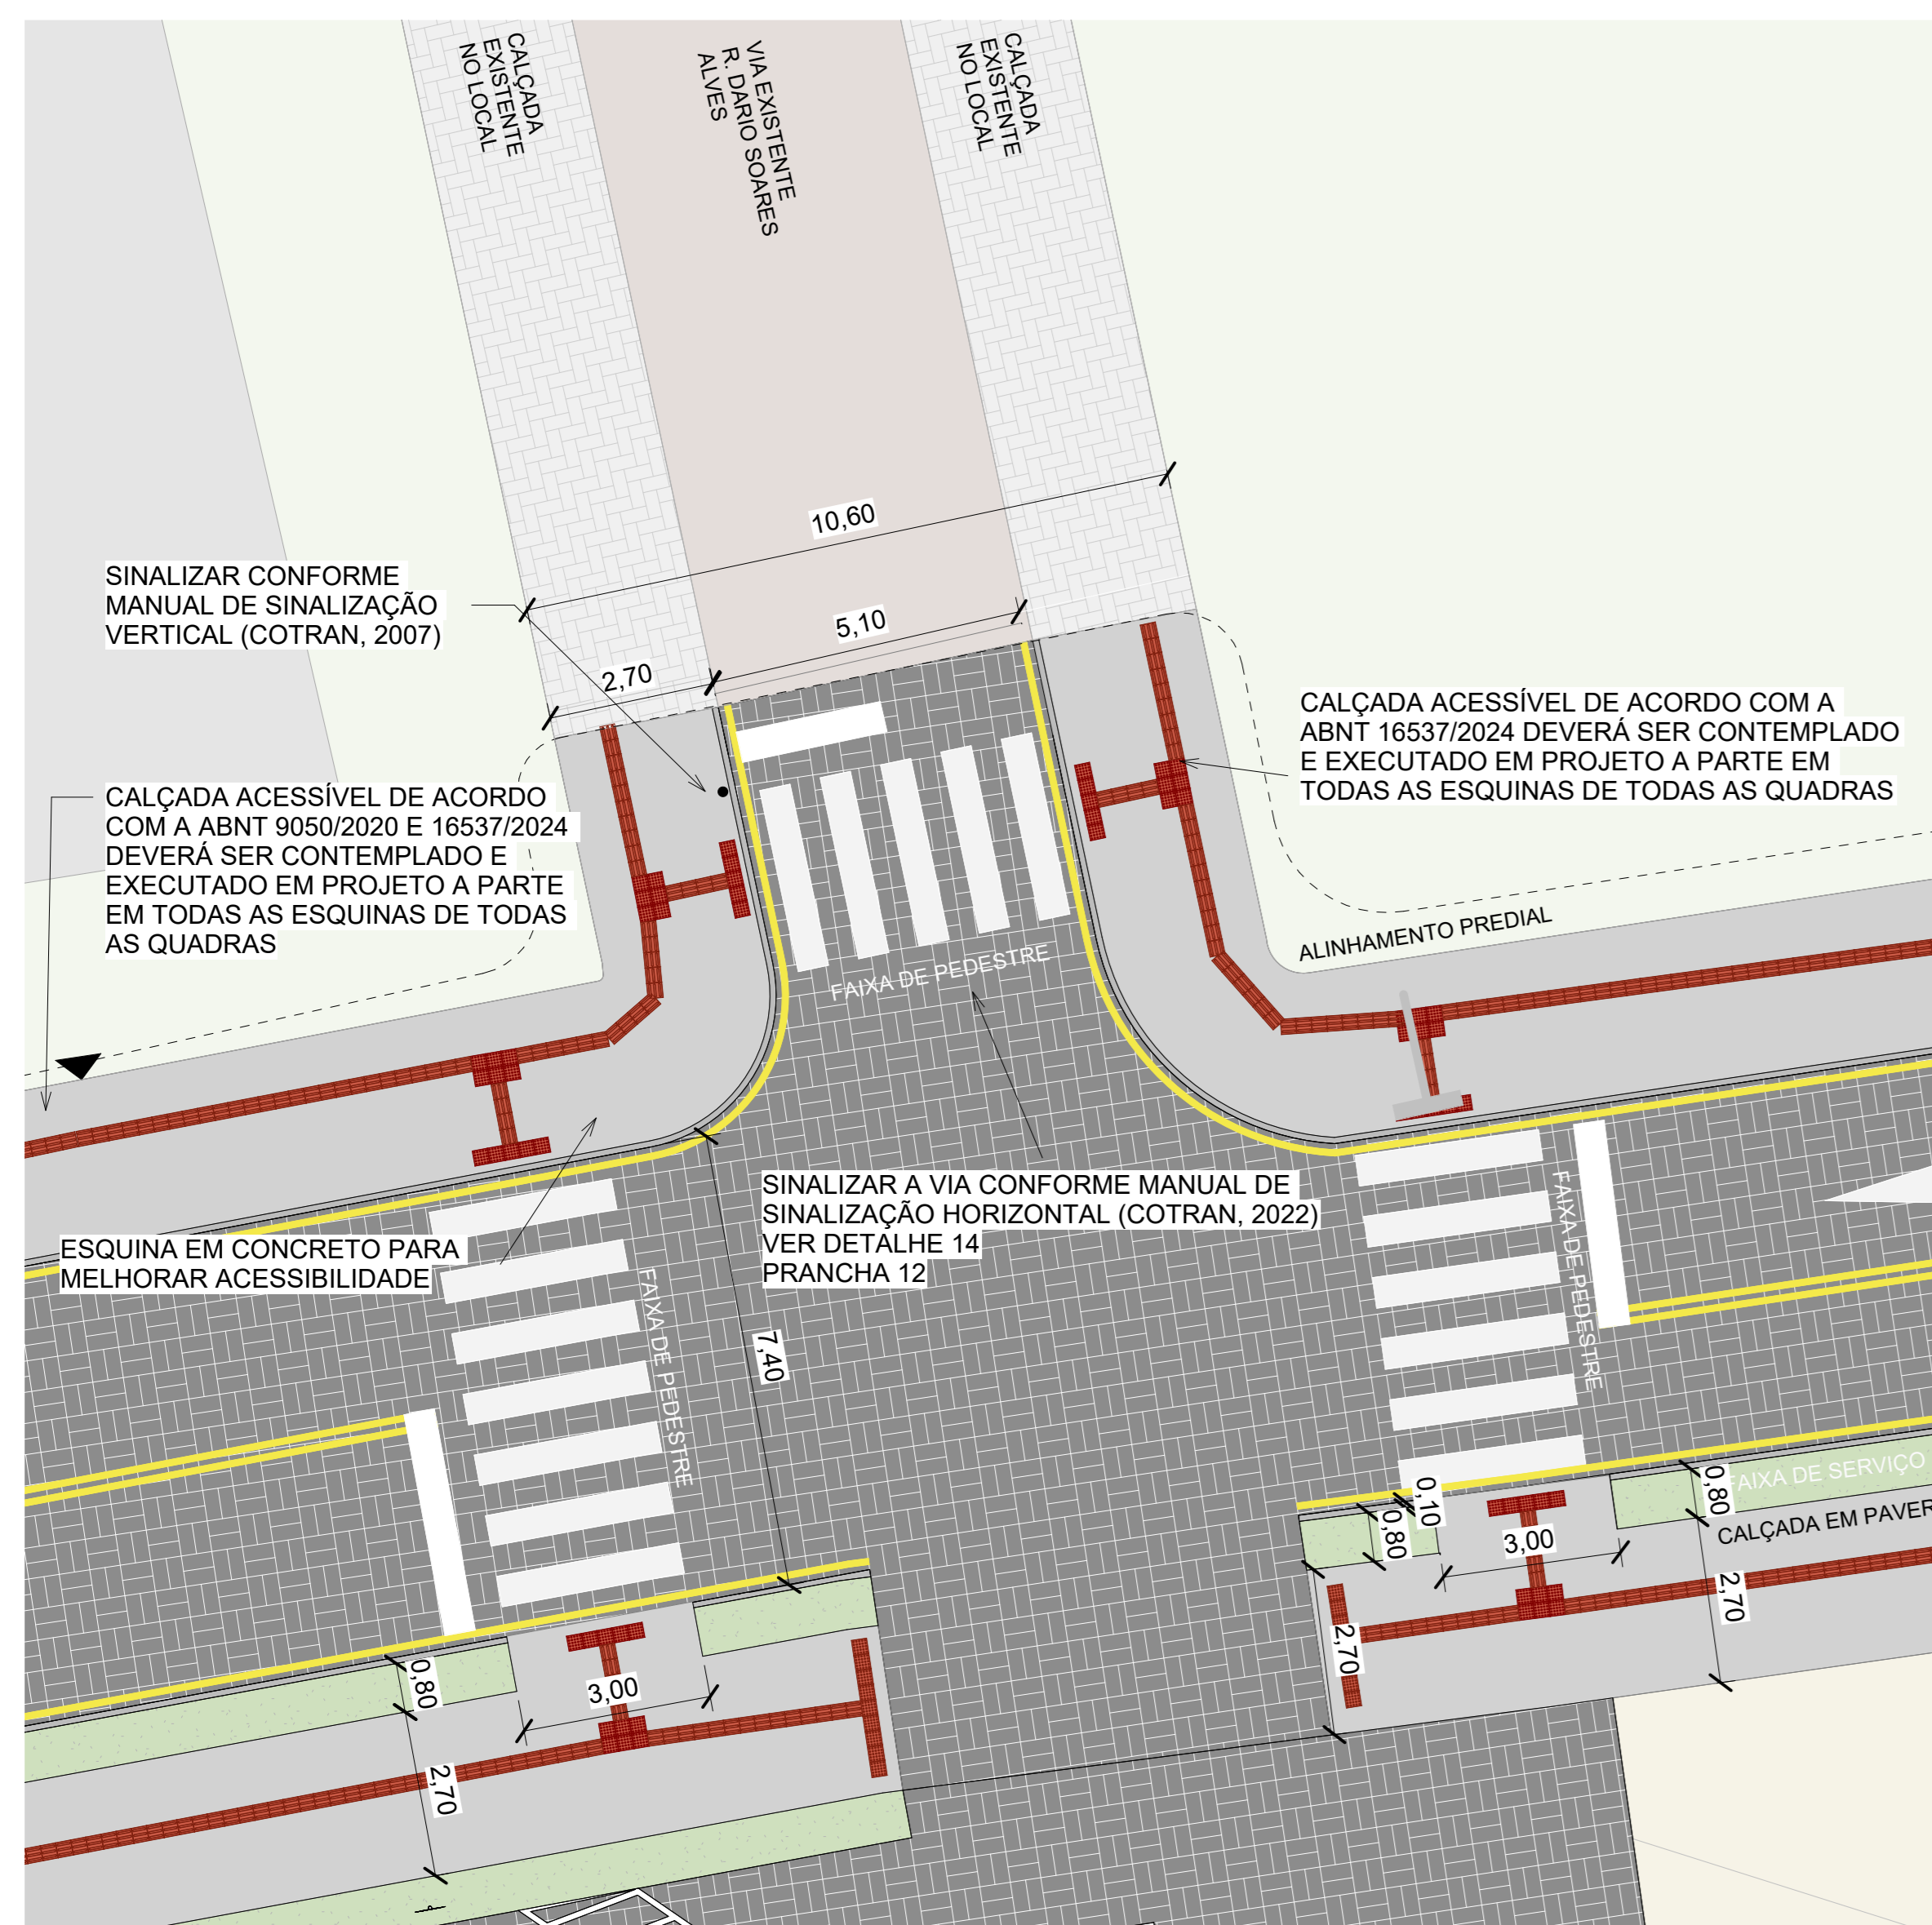 CALÇADA
EXISTENTE
NO LOCAL
VIA EXISTENTE
R. DARIO SOARES
ALVES
CALÇADA
EXISTENTE
NO LOCAL
10,60
5,10
2,70
SINALIZAR CONFORME
MANUAL DE SINALIZAÇÃO
VERTICAL (COTRAN, 2007)
CALÇADA ACESSÍVEL DE ACORDO COM A
ABNT 16537/2024 DEVERÁ SER CONTEMPLADO
E EXECUTADO EM PROJETO A PARTE EM
TODAS AS ESQUINAS DE TODAS AS QUADRAS
CALÇADA ACESSÍVEL DE ACORDO
COM A ABNT 9050/2020 E 16537/2024
DEVERÁ SER CONTEMPLADO E
EXECUTADO EM PROJETO A PARTE
EM TODAS AS ESQUINAS DE TODAS
AS QUADRAS
ALINHAMENTO PREDIAL
FAIXA DE PEDESTRE
SINALIZAR A VIA CONFORME MANUAL DE
SINALIZAÇÃO HORIZONTAL (COTRAN, 2022)
VER DETALHE 14
PRANCHA 12
ESQUINA EM CONCRETO PARA
MELHORAR ACESSIBILIDADE
FAIXA DE PEDESTRE
FAIXA DE PEDESTRE
7,40
0,10
0,80
3,00
0,80
FAIXA DE SERVIÇO
CALÇADA EM PAVER
2,70
2,70
0,80
3,00
2,70